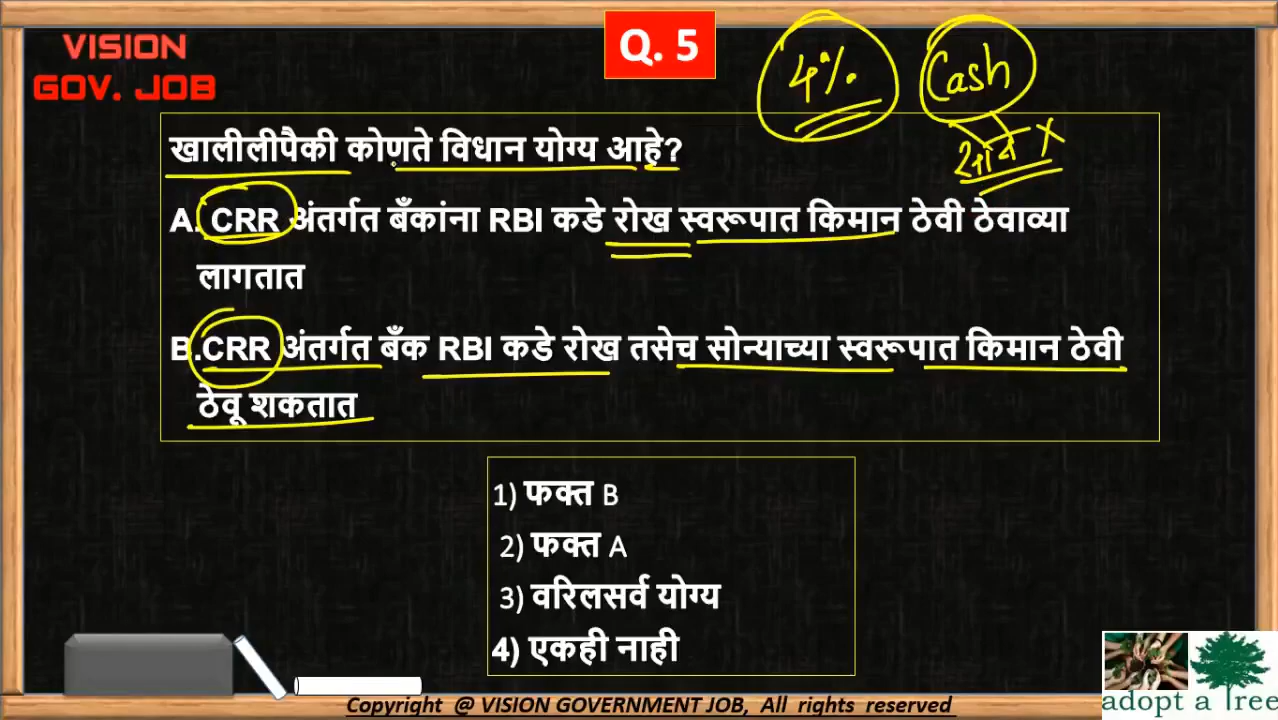 VISION
GOV. JOB
Q. 5
4%
Cash
खालीलीपैकी कोणते विधान योग्य आहे?
A. CRR अंतर्गत बँकांना RBI कडे रोख स्वरूपात किमान ठेवी ठेवाव्या
लागतात
B.CRR अंतर्गत बँक RBI कडे रोख तसेच सोन्याच्या स्वरूपात किमान ठेवी
ठेवू शकतात
1) फक्त B
2) फक्त A
3) वरिलसर्व योग्य
4) एकही नाही
Copyright @ VISION GOVERNMENT JOB, All rights reserved
adopt a Tree